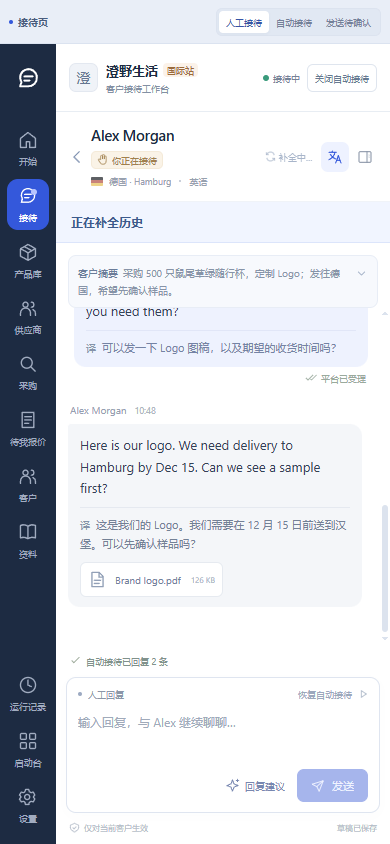 接待页
人工接待
自动接待
发送待确认
澄
澄野生活
国际站
客户接待工作台
接待中
关闭自动接待
开始
接待
产品库
供应商
采购
待我报价
客户
资料
运行记录
启动台
设置
Alex Morgan
你正在接待
德国 · Hamburg · 英语
补全中...
正在补全历史
客户摘要 采购 500 只鼠尾草绿随行杯，定制 Logo；发往德
国，希望先确认样品。
you need them?
译 可以发一下 Logo 图稿，以及期望的收货时间吗？
平台已受理
Alex Morgan 10:48
Here is our logo. We need delivery to
Hamburg by Dec 15. Can we see a sample
first?
译 这是我们的 Logo。我们需要在 12 月 15 日前送到汉
堡。可以先确认样品吗？
Brand logo.pdf 126 KB
自动接待已回复 2 条
人工回复
恢复自动接待
输入回复，与 Alex 继续聊聊...
回复建议
发送
仅对当前客户生效
草稿已保存